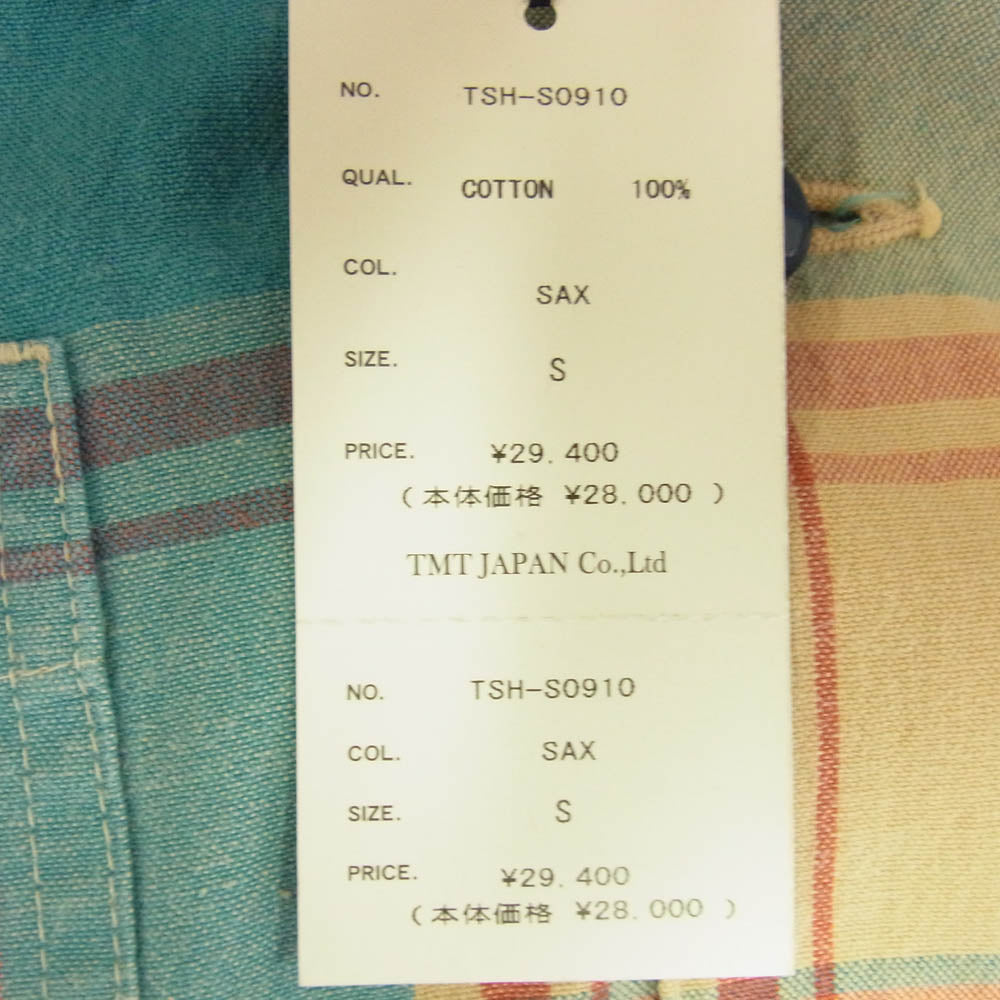 NO. TSH-S0910
QUAL. COTTON 100%
COL. SAX
SIZE. S
PRICE. ¥29.400
(本体価格 ¥28.000 )
TMT JAPAN Co.,Ltd
NO. TSH-S0910
COL. SAX
SIZE. S
PRICE. ¥29.400
(本体価格 ¥28.000 )